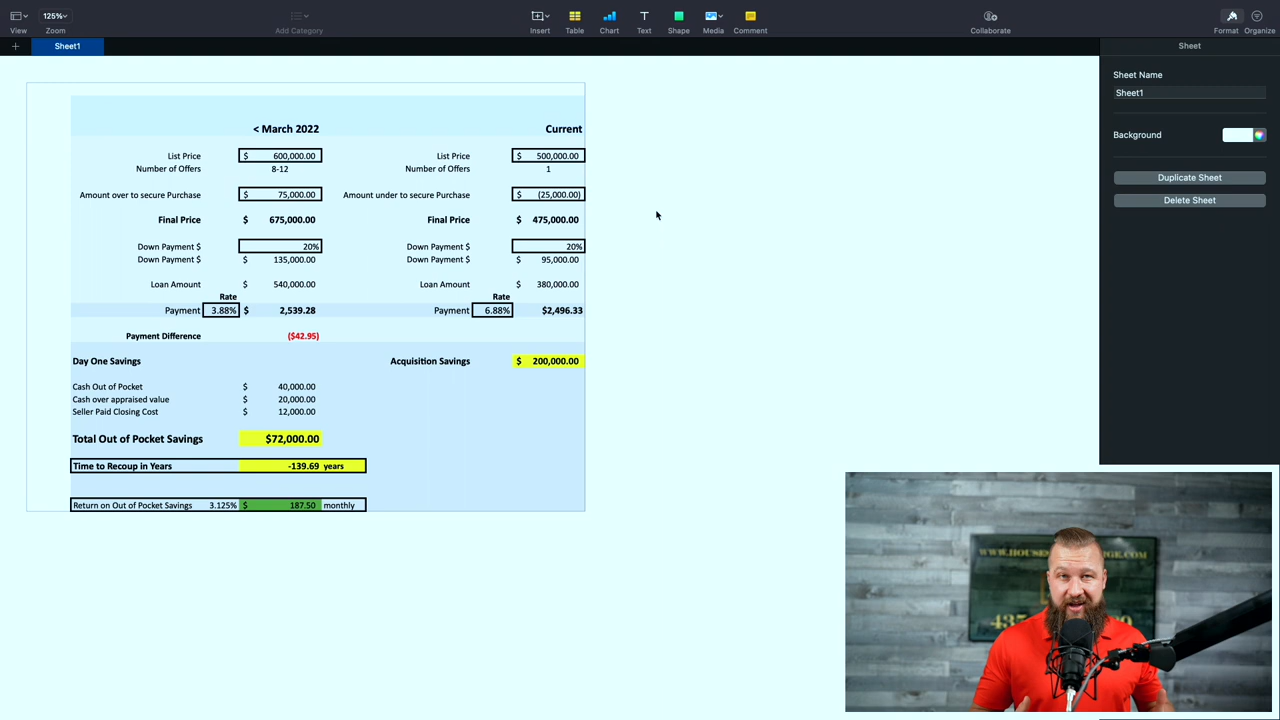 125%
View
Zoom
Add Category
Insert
Table
Chart
Text
Shape
Media
Comment
Collaborate
Format
Organize
+
Sheet1
Sheet
Sheet Name
Sheet1
Background
Duplicate Sheet
Delete Sheet
< March 2022 Current
List Price $ 600,000.00 List Price $ 500,000.00
Number of Offers 8-12 Number of Offers 1
Amount over to secure Purchase $ 75,000.00 Amount under to secure Purchase $ (25,000.00)
Final Price $ 675,000.00 Final Price $ 475,000.00
Down Payment $ 20% Down Payment $ 20%
Down Payment $ $ 135,000.00 Down Payment $ $ 95,000.00
Loan Amount $ 540,000.00 Loan Amount $ 380,000.00
Rate Rate
Payment 3.88% $ 2,539.28 Payment 6.88% $2,496.33
Payment Difference ($42.95)
Day One Savings Acquisition Savings $ 200,000.00
Cash Out of Pocket $ 40,000.00
Cash over appraised value $ 20,000.00
Seller Paid Closing Cost $ 12,000.00
Total Out of Pocket Savings $72,000.00
Time to Recoup in Years -139.69 years
Return on Out of Pocket Savings 3.125% $ 187.50 monthly